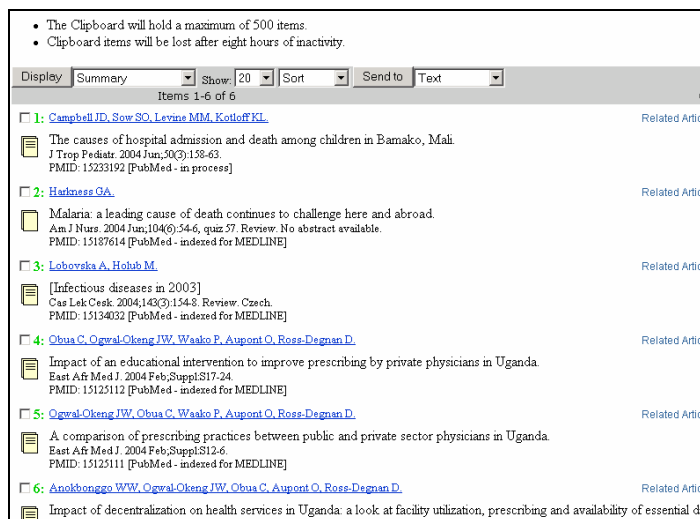 • The Clipboard will hold a maximum of 500 items.
• Clipboard items will be lost after eight hours of inactivity.
Display Summary Show: 20 Sort Send to Text
Items 1-6 of 6
1: Campbell JD, Sow SO, Levine MM, Kotloff KL. Related Artic
The causes of hospital admission and death among children in Bamako, Mali.
J Trop Pediatr. 2004 Jun;50(3):158-63.
PMID: 15233192 [PubMed - in process]
2: Harkness GA. Related Artic
Malaria: a leading cause of death continues to challenge here and abroad.
Am J Nurs. 2004 Jun;104(6):54-6, quiz 57. Review. No abstract available.
PMID: 15187614 [PubMed - indexed for MEDLINE]
3: Lobovska A, Holub M. Related Artic
[Infectious diseases in 2003]
Cas Lek Cesk. 2004;143(3):154-8. Review. Czech.
PMID: 15134032 [PubMed - indexed for MEDLINE]
4: Obua C, Ogwal-Okeng JW, Waako P, Aupont O, Ross-Degnan D. Related Artic
Impact of an educational intervention to improve prescribing by private physicians in Uganda.
East Afr Med J. 2004 Feb;Suppl:S17-24.
PMID: 15125112 [PubMed - indexed for MEDLINE]
5: Ogwal-Okeng JW, Obua C, Waako P, Aupont O, Ross-Degnan D. Related Artic
A comparison of prescribing practices between public and private sector physicians in Uganda.
East Afr Med J. 2004 Feb;Suppl:S12-6.
PMID: 15125111 [PubMed - indexed for MEDLINE]
6: Anokbonggo WW, Ogwal-Okeng JW, Obua C, Aupont O, Ross-Degnan D. Related Artic
Impact of decentralization on health services in Uganda: a look at facility utilization, prescribing and availability of essential d